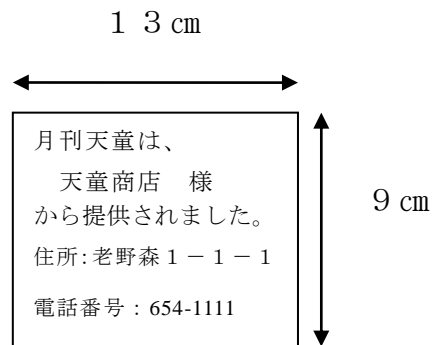 １３㎝
月刊天童は、
天童商店　様
から提供されました。
住所:老野森１－１－１
電話番号：654-1111
９㎝